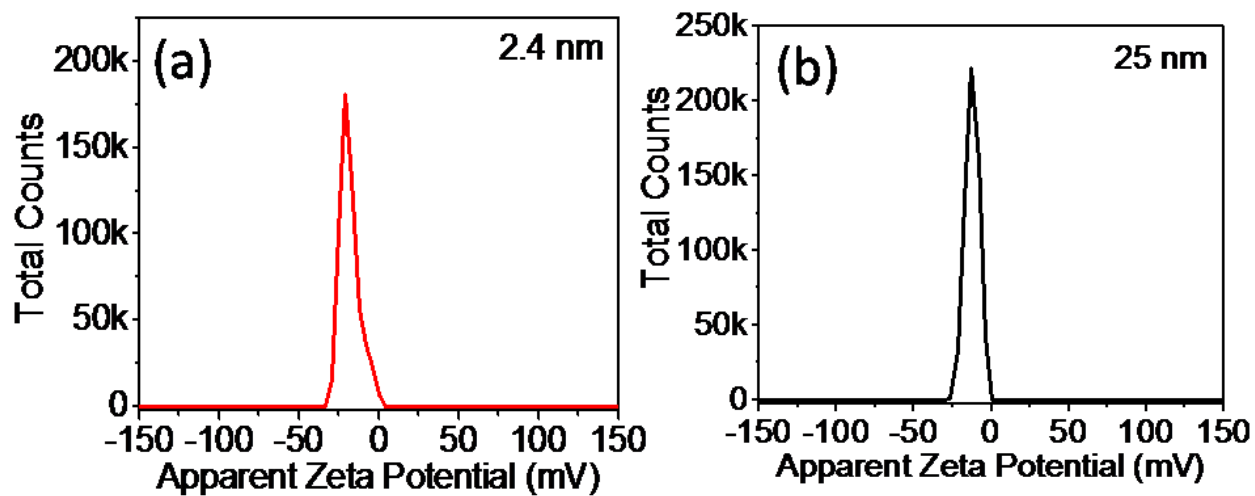 (a)
2.4 nm
200k
150k
100k
50k
0
Total Counts
-150 -100 -50 0 50 100 150
Apparent Zeta Potential (mV)
(b)
25 nm
250k
200k
150k
100k
50k
0
Total Counts
-150 -100 -50 0 50 100 150
Apparent Zeta Potential (mV)